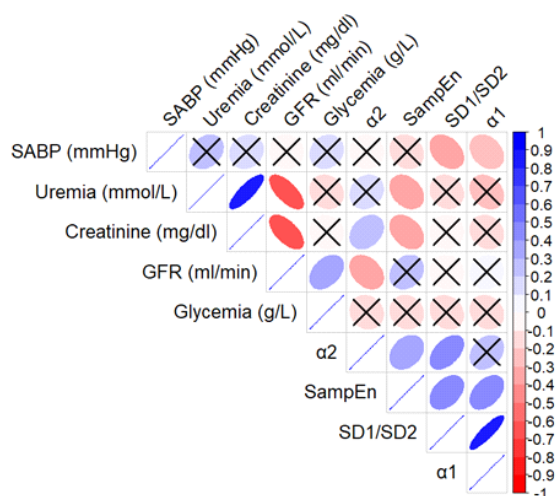 SABP (mmHg)
Uremia (mmol/L)
Creatinine (mg/dl)
GFR (ml/min)
Glycemia (g/L)
α2
SampEn
SD1/SD2
α1
SABP (mmHg)
Uremia (mmol/L)
Creatinine (mg/dl)
GFR (ml/min)
Glycemia (g/L)
α2
SampEn
SD1/SD2
α1
1
0.9
0.8
0.7
0.6
0.5
0.4
0.3
0.2
0.1
0
-0.1
-0.2
-0.3
-0.4
-0.5
-0.6
-0.7
-0.8
-0.9
-1